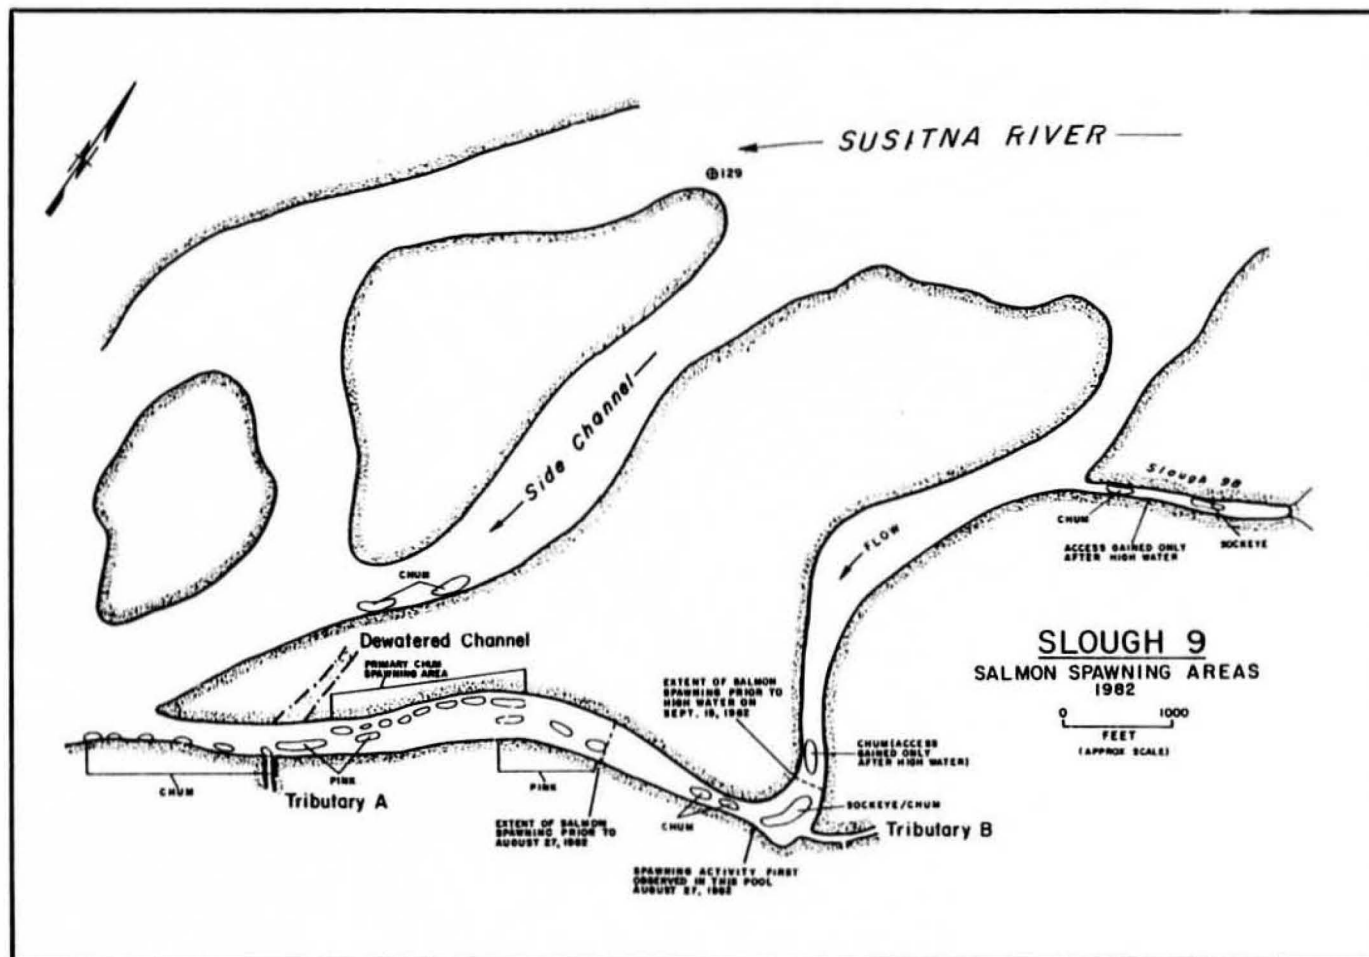 SUSITNA RIVER
129
Side Channel
Slough 9B
CHUM
ACCESS GAINED ONLY
AFTER HIGH WATER
SOCKEYE
FLOW
CHUM
Dewatered Channel
PRIMARY CHUM
SPAWNING AREA
SLOUGH 9
SALMON SPAWNING AREAS
1982
0 1000
FEET
(APPROX SCALE)
EXTENT OF SALMON
SPAWNING PRIOR TO
HIGH WATER ON
SEPT. 15, 1982
CHUM (ACCESS
GAINED ONLY
AFTER HIGH WATER)
CHUM
PINK
PINK
Tributary A
SOCKEYE/CHUM
CHUM
Tributary B
EXTENT OF SALMON
SPAWNING PRIOR TO
AUGUST 27, 1982
SPAWNING ACTIVITY FIRST
OBSERVED IN THIS POOL
AUGUST 27, 1982